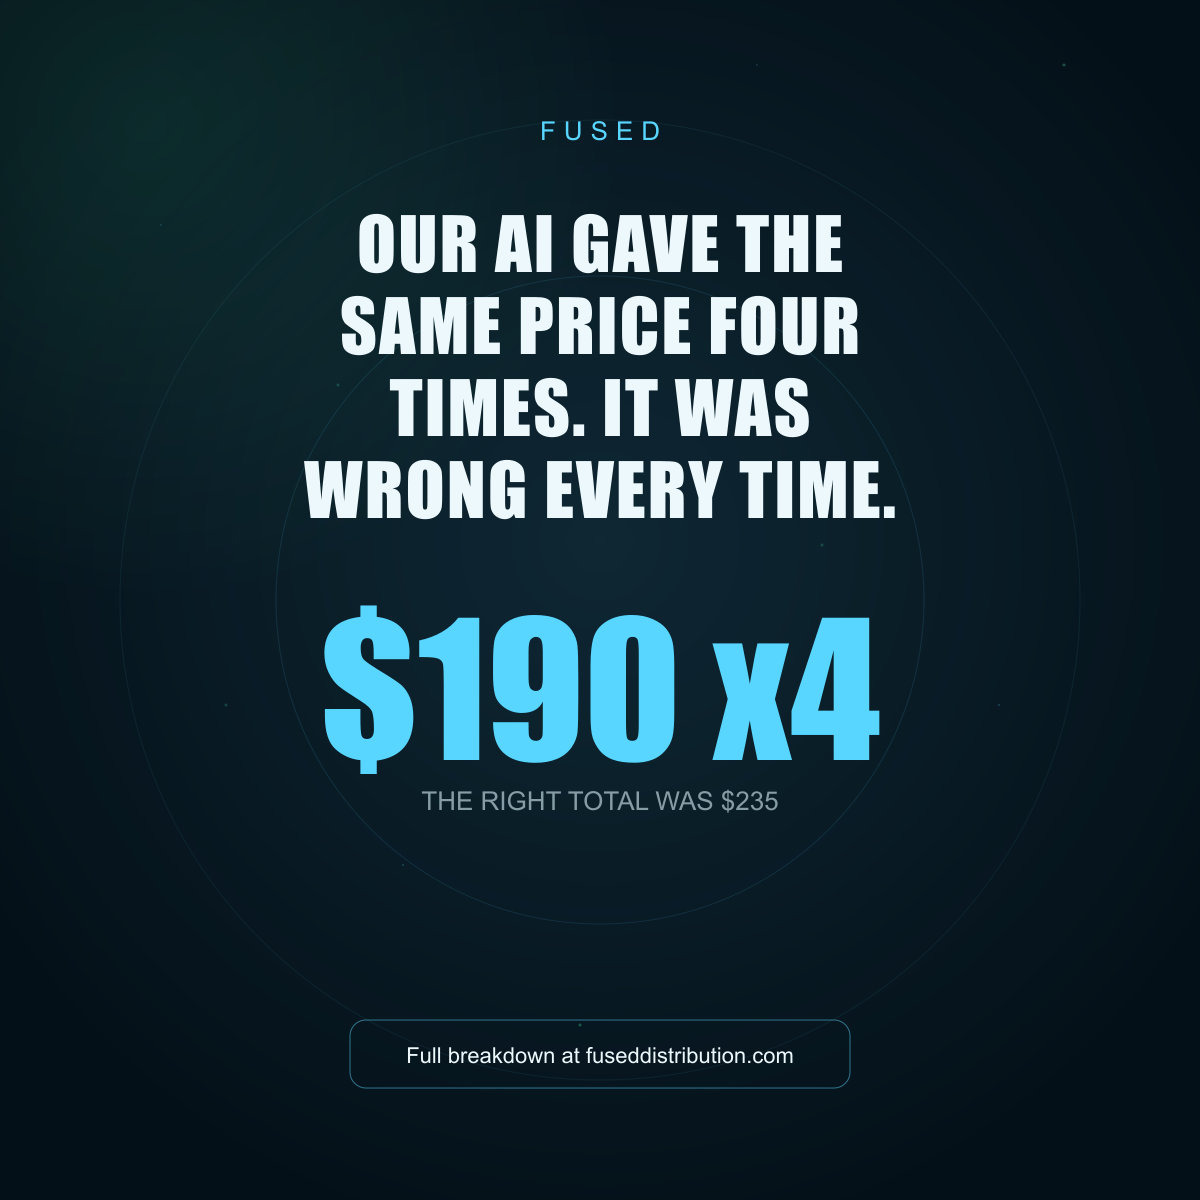 FUSED
OUR AI GAVE THE
SAME PRICE FOUR
TIMES. IT WAS
WRONG EVERY TIME.
$190 x4
THE RIGHT TOTAL WAS $235
Full breakdown at fuseddistribution.com